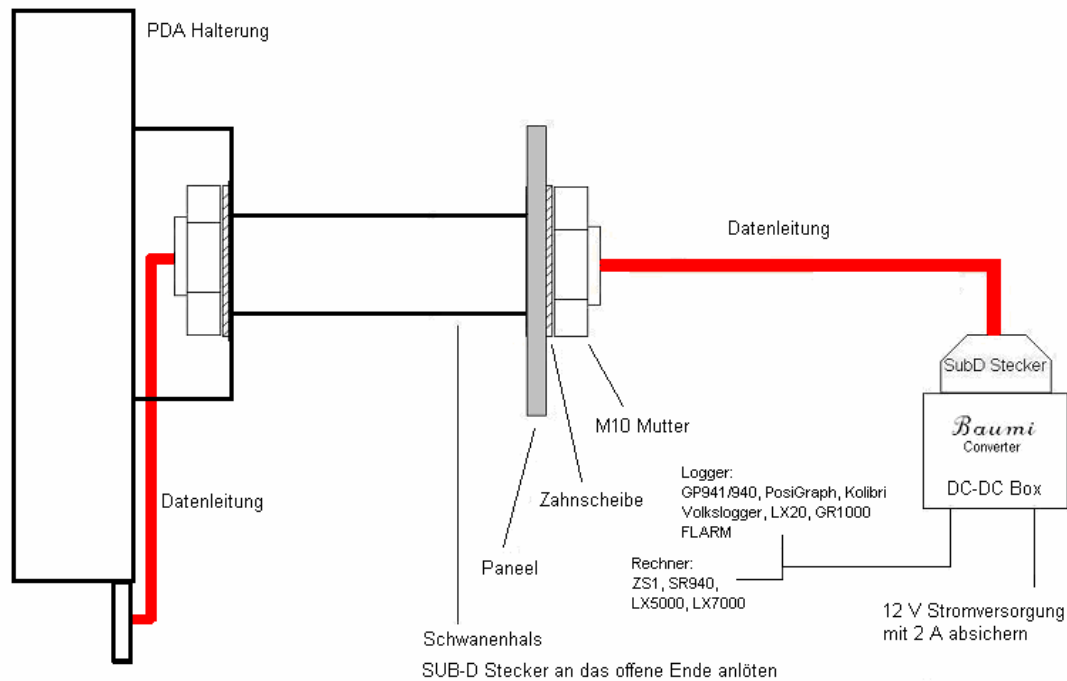 PDA Halterung
Datenleitung
SubD Stecker
Baumi
Converter
DC-DC Box
M10 Mutter
Logger:
GP941/940, PosiGraph, Kolibri
Volkslogger, LX20, GR1000
FLARM
Zahnscheibe
Datenleitung
Paneel
Rechner:
ZS1, SR940,
LX5000, LX7000
12 V Stromversorgung
mit 2 A absichern
Schwanenhals
SUB-D Stecker an das offene Ende anlöten